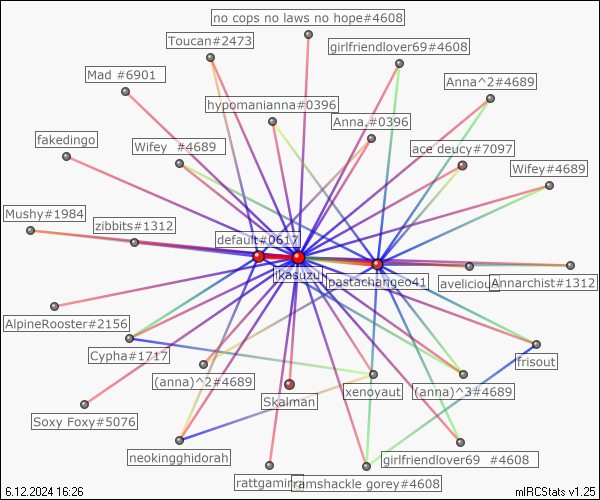 no cops no laws no hope#4608
Toucan#2473
girlfriendlover69#4608
Mad #6901
Anna^2#4689
hypomanianna#0396
Anna,#0396
fakedingo
Wifey #4689
ace deucy#7097
Wifey#4689
Mushy#1984
zibbits#1312
default#0617
ikasuzu
pastachangeo41
aveliciou
Annarchist#1312
AlpineRooster#2156
Cypha#1717
frisout
(anna)^2#4689
Skalman
xenoyaut
(anna)^3#4689
Soxy Foxy#5076
neokingghidorah
girlfriendlover69 #4608
rattgamin
ramshackle gorey#4608
6.12.2024 16:26
mIRCStats v1.25